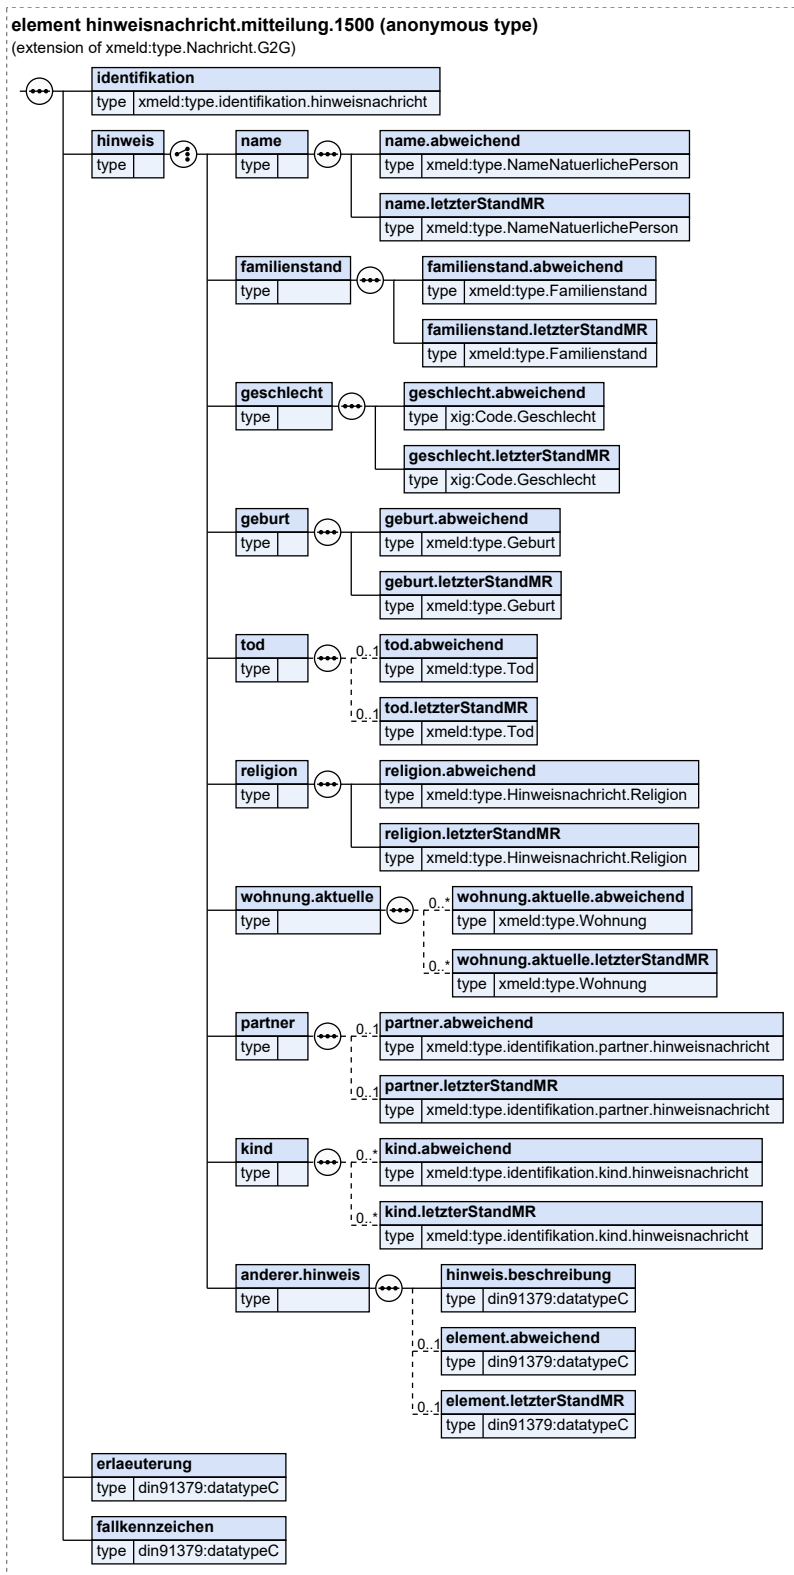 element hinweisnachricht.mitteilung.1500 (anonymous type)
(extension of xmeld:type.Nachricht.G2G)
identifikation
type xmeld:type.identifikation.hinweisnachricht
hinweis
type
name
type
name.abweichend
type xmeld:type.NameNatuerlichePerson
name.letzterStandMR
type xmeld:type.NameNatuerlichePerson
familienstand
type
familienstand.abweichend
type xmeld:type.Familienstand
familienstand.letzterStandMR
type xmeld:type.Familienstand
geschlecht
type
geschlecht.abweichend
type xig:Code.Geschlecht
geschlecht.letzterStandMR
type xig:Code.Geschlecht
geburt
type
geburt.abweichend
type xmeld:type.Geburt
geburt.letzterStandMR
type xmeld:type.Geburt
tod
type
0..1 tod.abweichend
type xmeld:type.Tod
0..1 tod.letzterStandMR
type xmeld:type.Tod
religion
type
religion.abweichend
type xmeld:type.Hinweisnachricht.Religion
religion.letzterStandMR
type xmeld:type.Hinweisnachricht.Religion
wohnung.aktuelle
type
0..* wohnung.aktuelle.abweichend
type xmeld:type.Wohnung
0..* wohnung.aktuelle.letzterStandMR
type xmeld:type.Wohnung
partner
type
0..1 partner.abweichend
type xmeld:type.identifikation.partner.hinweisnachricht
0..1 partner.letzterStandMR
type xmeld:type.identifikation.partner.hinweisnachricht
kind
type
0..* kind.abweichend
type xmeld:type.identifikation.kind.hinweisnachricht
0..* kind.letzterStandMR
type xmeld:type.identifikation.kind.hinweisnachricht
anderer.hinweis
type
hinweis.beschreibung
type din91379:datatypeC
0..1 element.abweichend
type din91379:datatypeC
0..1 element.letzterStandMR
type din91379:datatypeC
erlaeuterung
type din91379:datatypeC
fallkennzeichen
type din91379:datatypeC